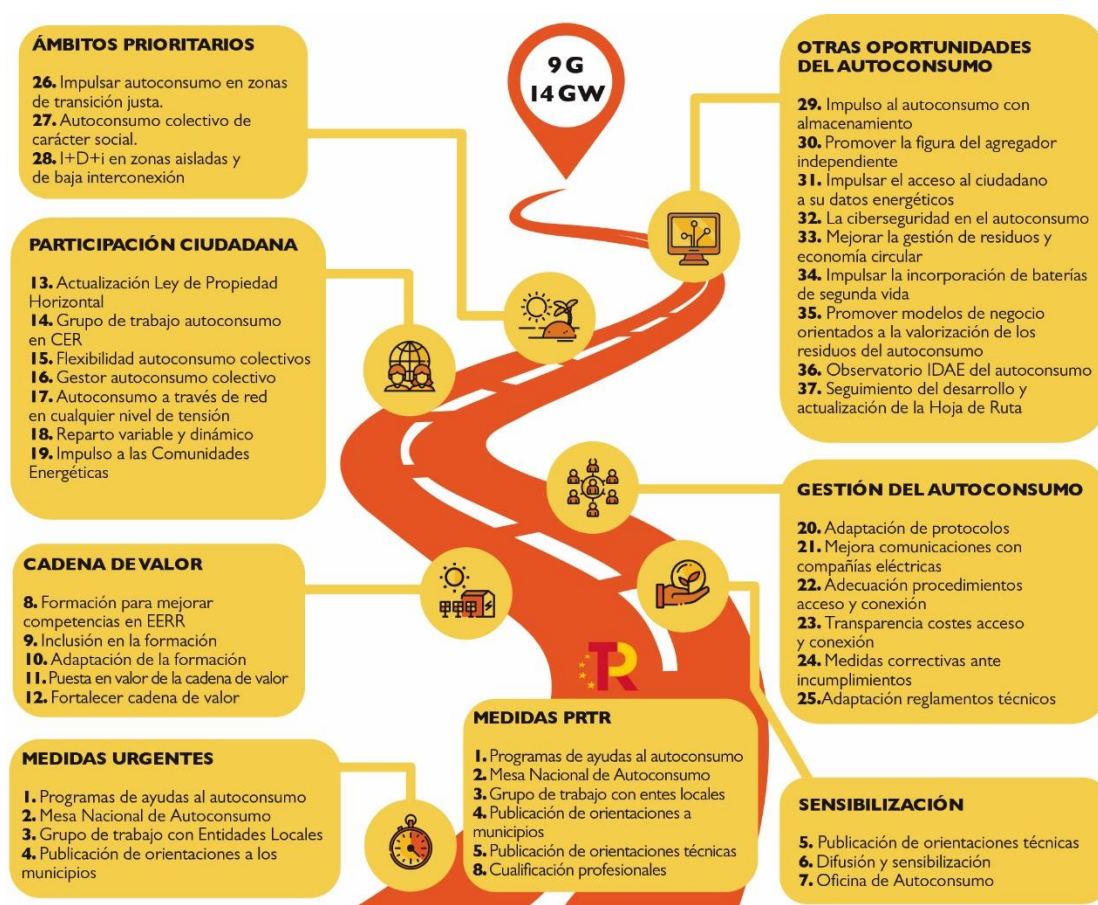 ÁMBITOS PRIORITARIOS
26. Impulsar autoconsumo en zonas
de transición justa.
27. Autoconsumo colectivo de
carácter social.
28. I+D+i en zonas aisladas y
de baja interconexión
9 G
14 GW
OTRAS OPORTUNIDADES
DEL AUTOCONSUMO
29. Impulso al autoconsumo con
almacenamiento
30. Promover la figura del agregador
independiente
31. Impulsar el acceso al ciudadano
a su datos energéticos
32. La ciberseguridad en el autoconsumo
33. Mejorar la gestión de residuos y
economía circular
34. Impulsar la incorporación de baterías
de segunda vida
35. Promover modelos de negocio
orientados a la valorización de los
residuos del autoconsumo
36. Observatorio IDAE del autoconsumo
37. Seguimiento del desarrollo y
actualización de la Hoja de Ruta
PARTICIPACIÓN CIUDADANA
13. Actualización Ley de Propiedad
Horizontal
14. Grupo de trabajo autoconsumo
en CER
15. Flexibilidad autoconsumo colectivos
16. Gestor autoconsumo colectivo
17. Autoconsumo a través de red
en cualquier nivel de tensión
18. Reparto variable y dinámico
19. Impulso a las Comunidades
Energéticas
GESTIÓN DEL AUTOCONSUMO
20. Adaptación de protocolos
21. Mejora comunicaciones con
compañías eléctricas
22. Adecuación procedimientos
acceso y conexión
23. Transparencia costes acceso
y conexión
24. Medidas correctivas ante
incumplimientos
25.Adaptación reglamentos técnicos
CADENA DE VALOR
8. Formación para mejorar
competencias en EERR
9. Inclusión en la formación
10. Adaptación de la formación
11. Puesta en valor de la cadena de valor
12. Fortalecer cadena de valor
TR
MEDIDAS PRTR
1. Programas de ayudas al autoconsumo
2. Mesa Nacional de Autoconsumo
3. Grupo de trabajo con entes locales
4. Publicación de orientaciones a
municipios
5. Publicación de orientaciones técnicas
8. Cualificación profesionales
MEDIDAS URGENTES
1. Programas de ayudas al autoconsumo
2. Mesa Nacional de Autoconsumo
3. Grupo de trabajo con Entidades Locales
4. Publicación de orientaciones a los
municipios
SENSIBILIZACIÓN
5. Publicación de orientaciones técnicas
6. Difusión y sensibilización
7. Oficina de Autoconsumo